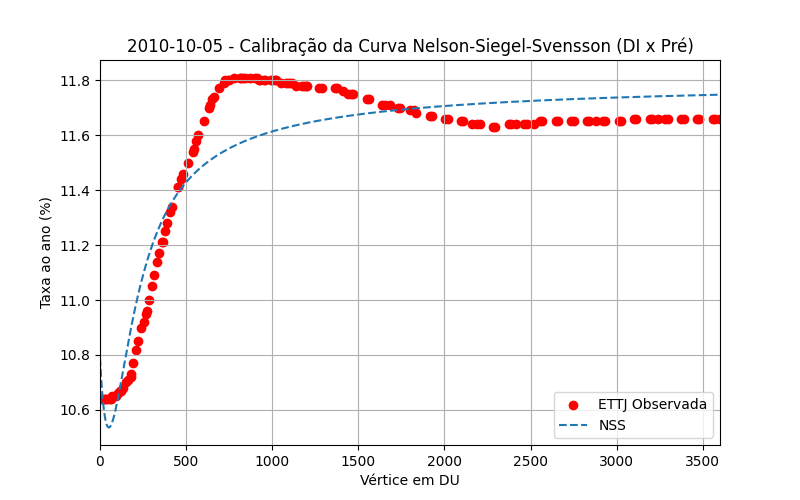 2010-10-05 - Calibração da Curva Nelson-Siegel-Svensson (DI x Pré)
Taxa ao ano (%)
11.8
11.6
11.4
11.2
11.0
10.8
10.6
0 500 1000 1500 2000 2500 3000 3500
Vértice em DU
ETTJ Observada
NSS